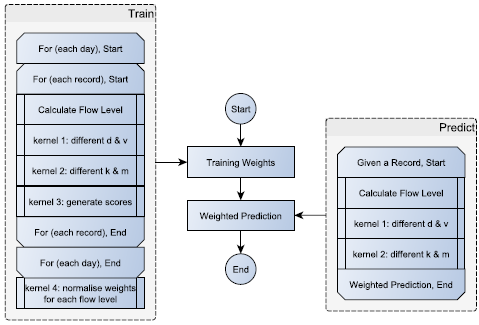 Train
For (each day), Start
For (each record), Start
Calculate Flow Level
kernel 1: different d & v
kernel 2: different k & m
kernel 3: generate scores
For (each record), End
For (each day), End
kernel 4: normalise weights
for each flow level
Start
Training Weights
Weighted Prediction
End
Predict
Given a Record, Start
Calculate Flow Level
kernel 1: different d & v
kernel 2: different k & m
Weighted Prediction, End